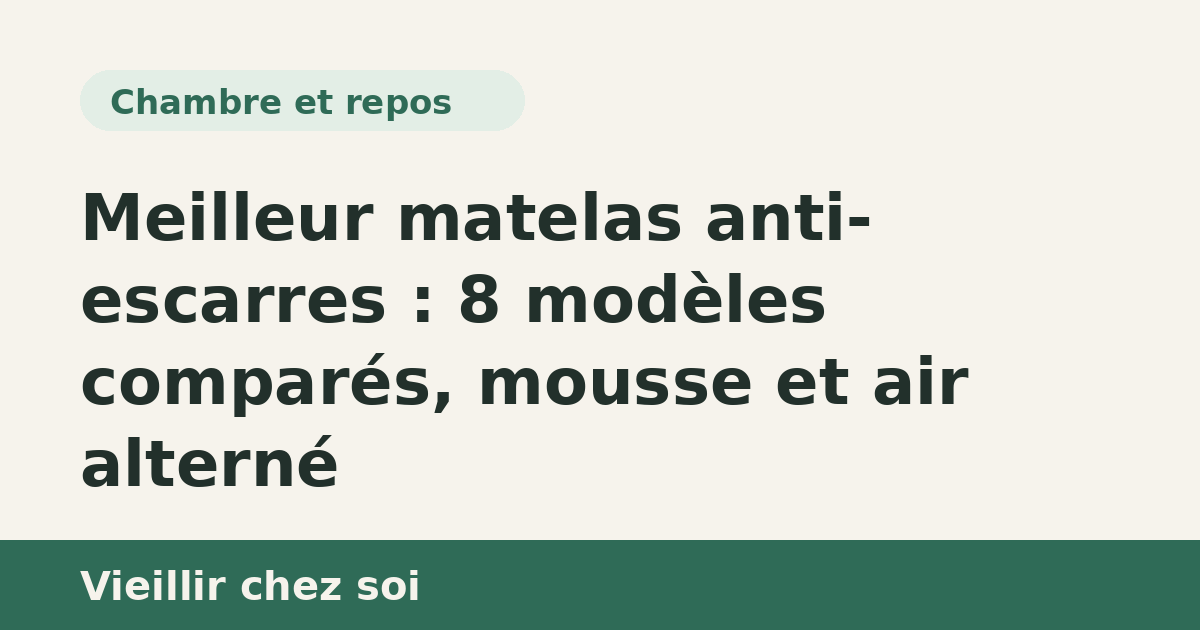 Chambre et repos
Meilleur matelas anti-
escarres : 8 modèles
comparés, mousse et air
alterné
Vieillir chez soi